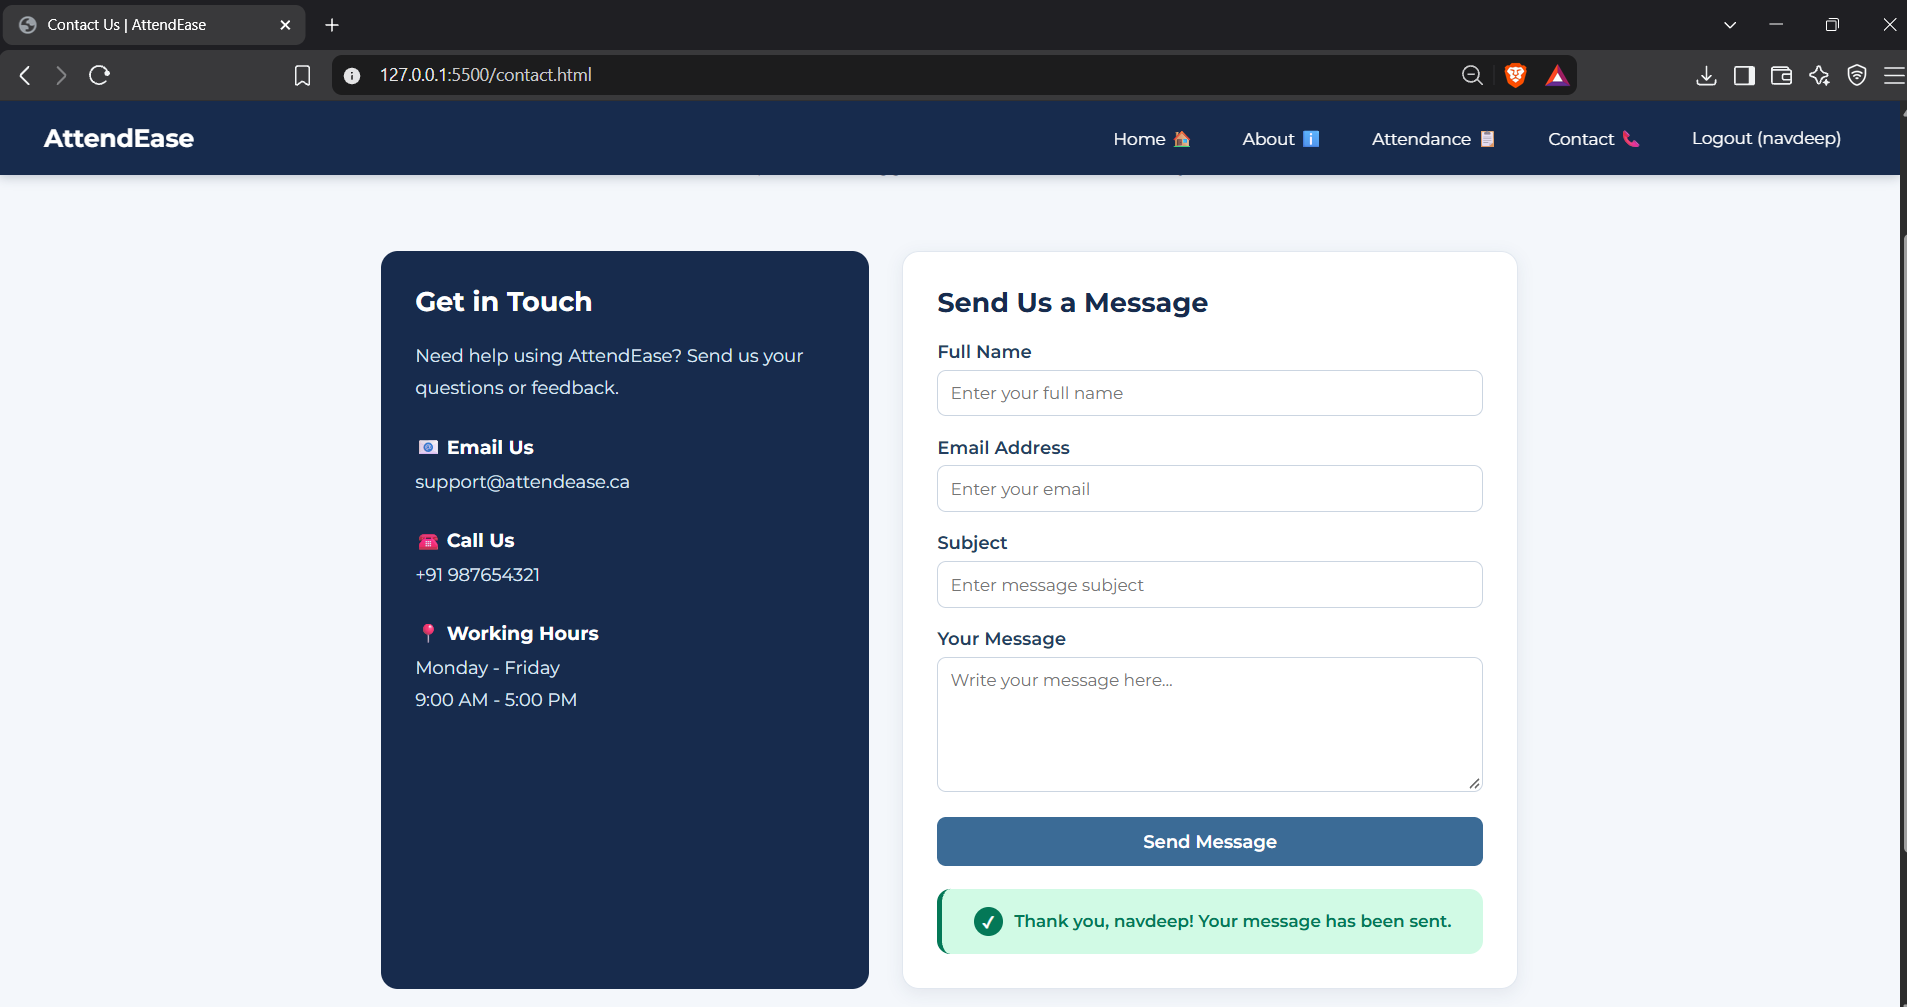 Contact Us | AttendEase
127.0.0.1:5500/contact.html
AttendEase
Home
About
Attendance
Contact
Logout (navdeep)
Get in Touch
Need help using AttendEase? Send us your
questions or feedback.
Email Us
support@attendease.ca
Call Us
+91 987654321
Working Hours
Monday - Friday
9:00 AM - 5:00 PM
Send Us a Message
Full Name
Enter your full name
Email Address
Enter your email
Subject
Enter message subject
Your Message
Write your message here...
Send Message
Thank you, navdeep! Your message has been sent.